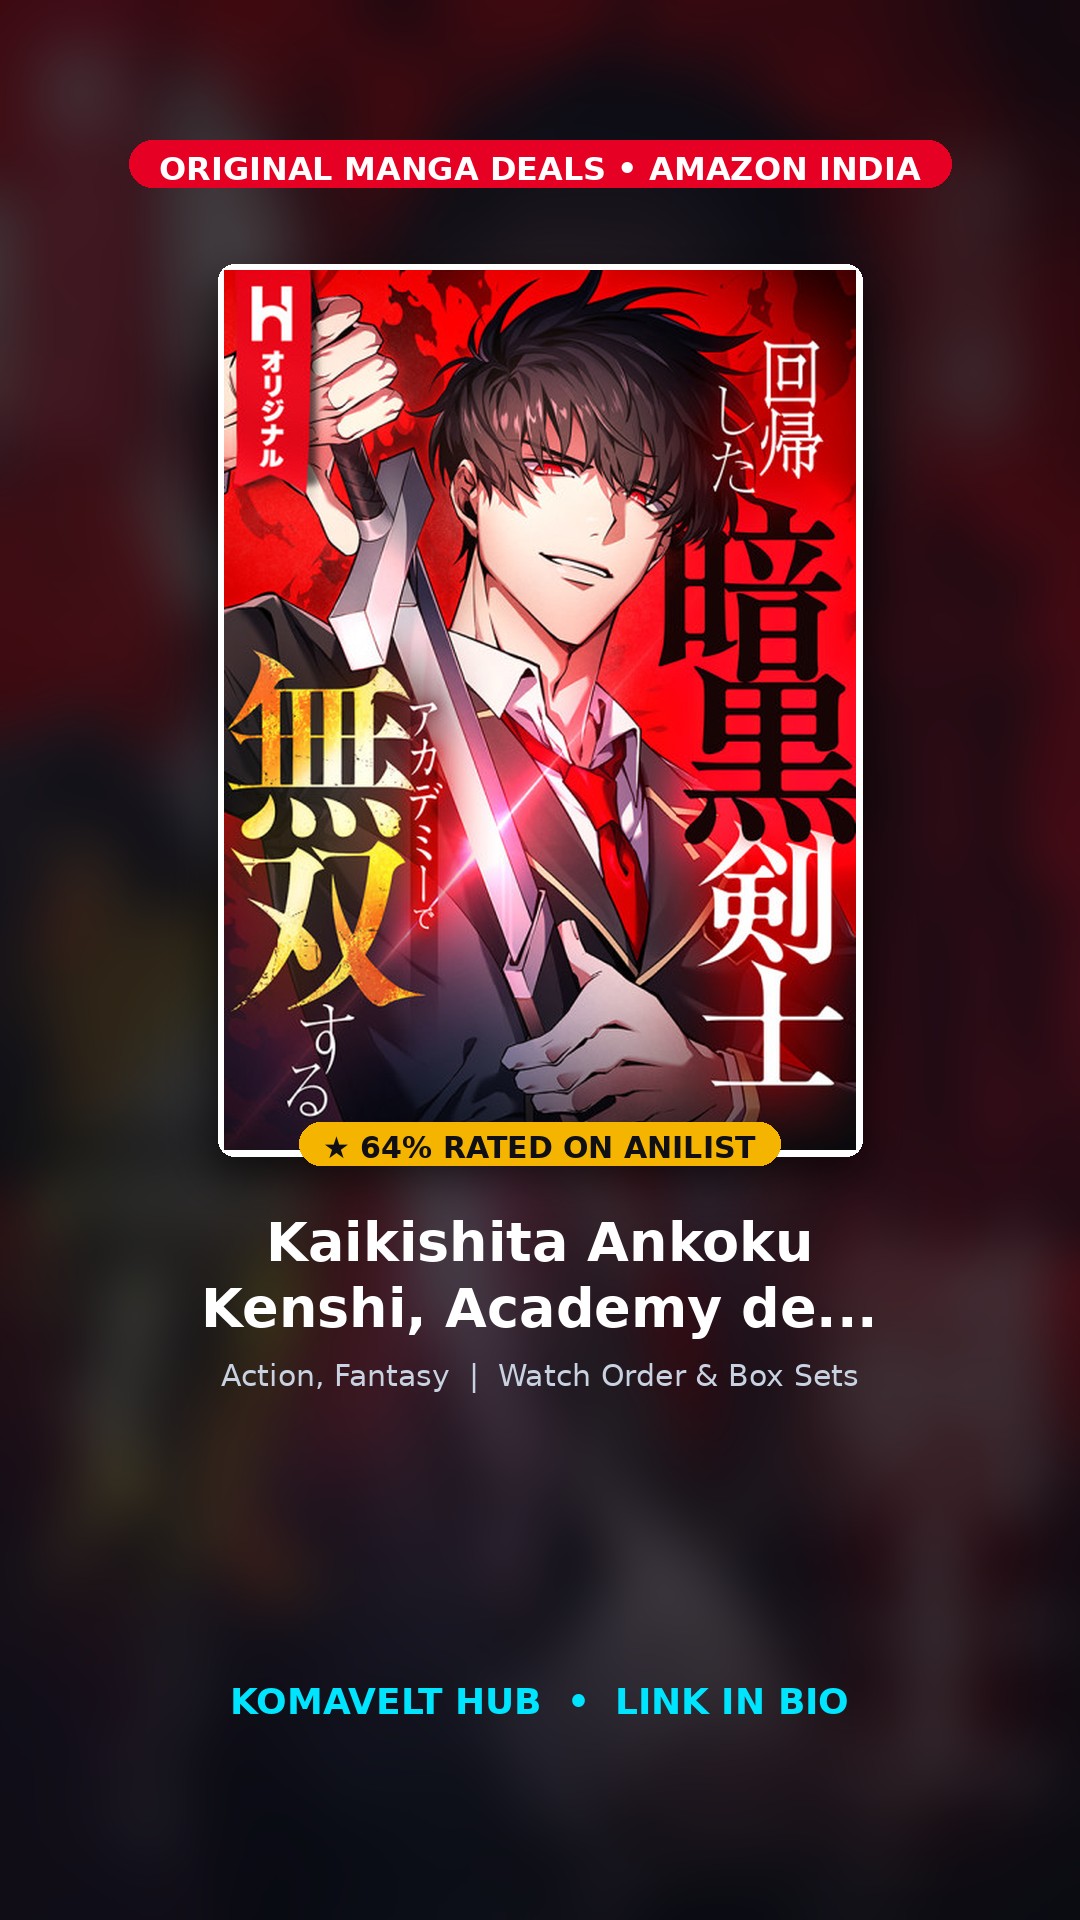 ORIGINAL MANGA DEALS • AMAZON INDIA
H
オリジナル
回帰
した
暗黒
剣士
アカデミーで
無双
する
★ 64% RATED ON ANILIST
Kaikishita Ankoku
Kenshi, Academy de...
Action, Fantasy | Watch Order & Box Sets
KOMAVELT HUB • LINK IN BIO